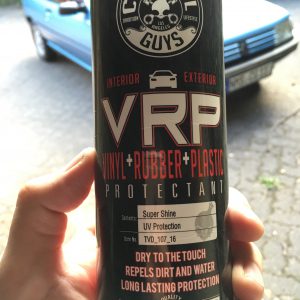 GUYS
INTERIOR EXTERIOR
VRP
VINYL+RUBBER+PLASTIC
PROTECTANT
Super Shine
UV Protection
TVD_107_16
DRY TO THE TOUCH
REPELS DIRT AND WATER
LONG LASTING PROTECTION